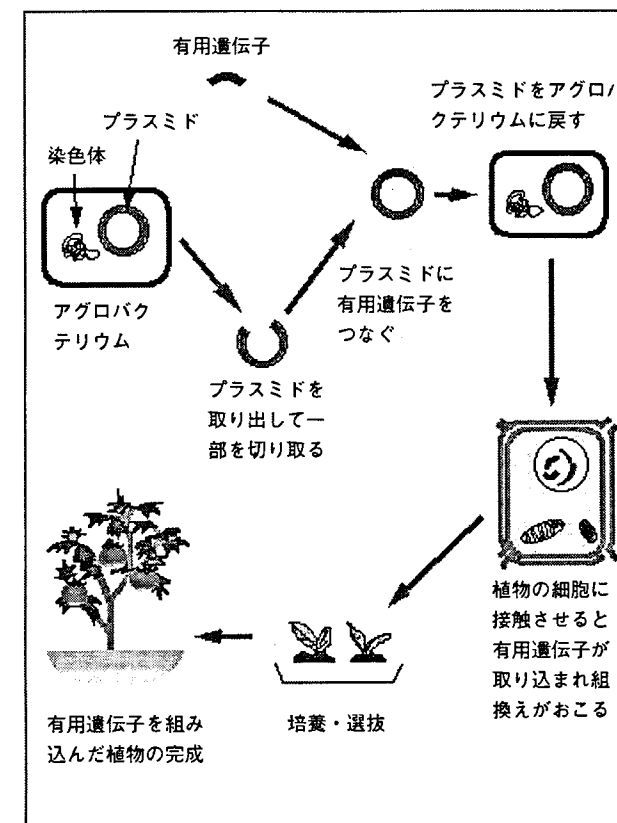 有用遺伝子
プラスミド
染色体
アグロバク
テリウム
プラスミドを
取り出して一
部を切り取る
プラスミドに
有用遺伝子を
つなぐ
プラスミドをアグロバ
クテリウムに戻す
植物の細胞に
接触させると
有用遺伝子が
取り込まれ組
換えがおこる
培養・選抜
有用遺伝子を組み
込んだ植物の完成